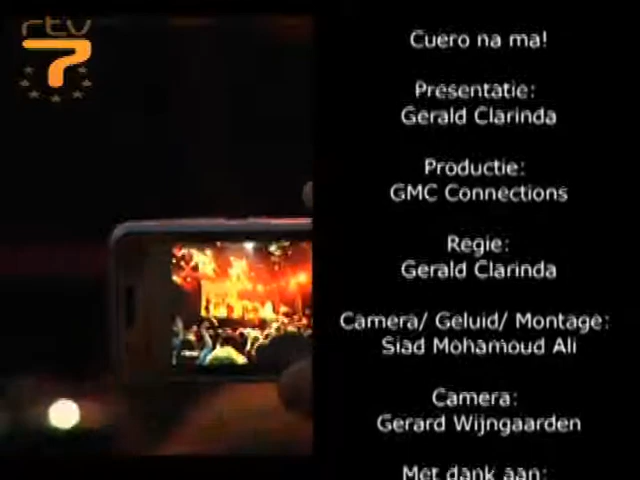 rtv
7
Cuero na ma!
Presentatie:
Gerald Clarinda
Productie:
GMC Connections
Regie:
Gerald Clarinda
Camera/ Geluid/ Montage:
Siad Mohamoud Ali
Camera:
Gerard Wijngaarden
Met dank aan: